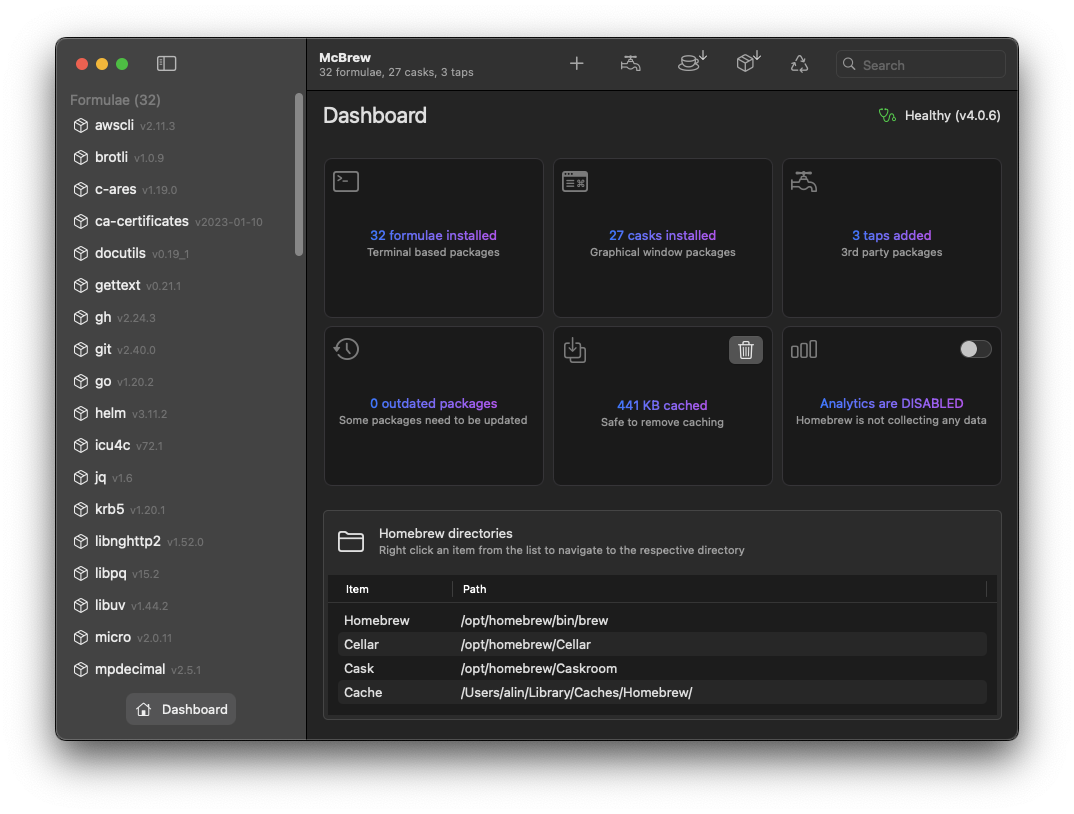 McBrew
32 formulae, 27 casks, 3 taps
Search
Formulae (32)
awscli v2.11.3
brotli v1.0.9
c-ares v1.19.0
ca-certificates v2023-01-10
docutils v0.19_1
gettext v0.21.1
gh v2.24.3
git v2.40.0
go v1.20.2
helm v3.11.2
icu4c v72.1
jq v1.6
krb5 v1.20.1
libnghttp2 v1.52.0
libpq v15.2
libuv v1.44.2
micro v2.0.11
mpdecimal v2.5.1
Dashboard
Dashboard
Healthy (v4.0.6)
32 formulae installed
Terminal based packages
27 casks installed
Graphical window packages
3 taps added
3rd party packages
0 outdated packages
Some packages need to be updated
441 KB cached
Safe to remove caching
Analytics are DISABLED
Homebrew is not collecting any data
Homebrew directories
Right click an item from the list to navigate to the respective directory
Item Path
Homebrew /opt/homebrew/bin/brew
Cellar /opt/homebrew/Cellar
Cask /opt/homebrew/Caskroom
Cache /Users/alin/Library/Caches/Homebrew/